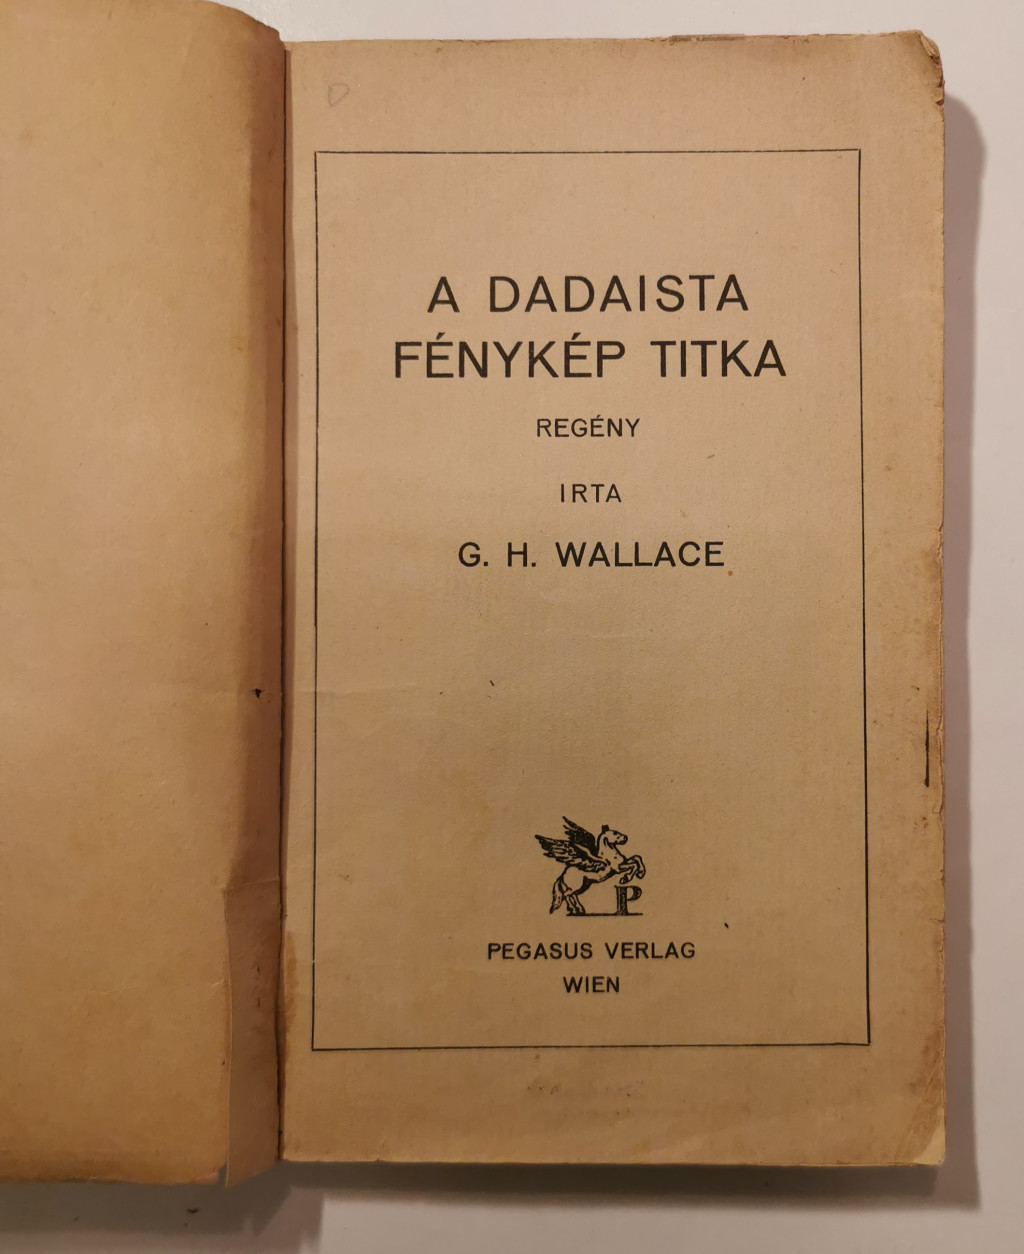 D
A DADAISTA
FÉNYKÉP TITKA
REGÉNY
IRTA
G. H. WALLACE
P
PEGASUS VERLAG
WIEN